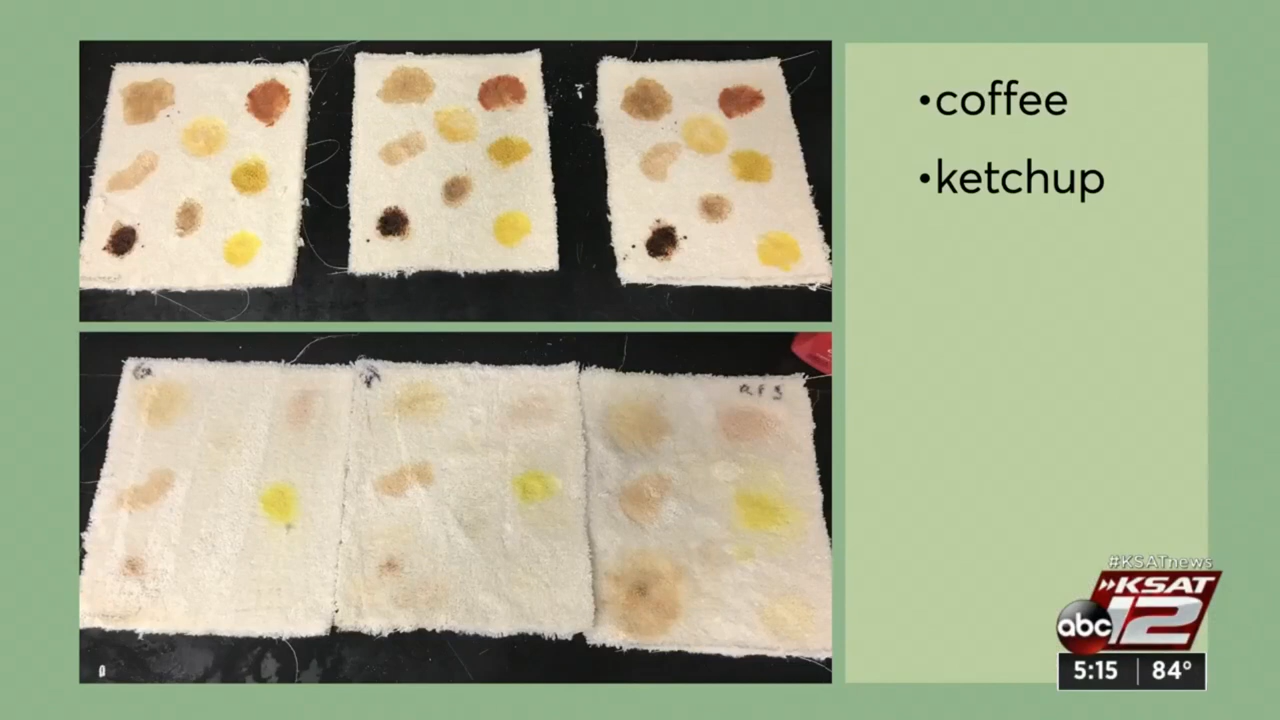 •coffee
•ketchup
#KSATnews
KSAT
abc 12
5:15 84°